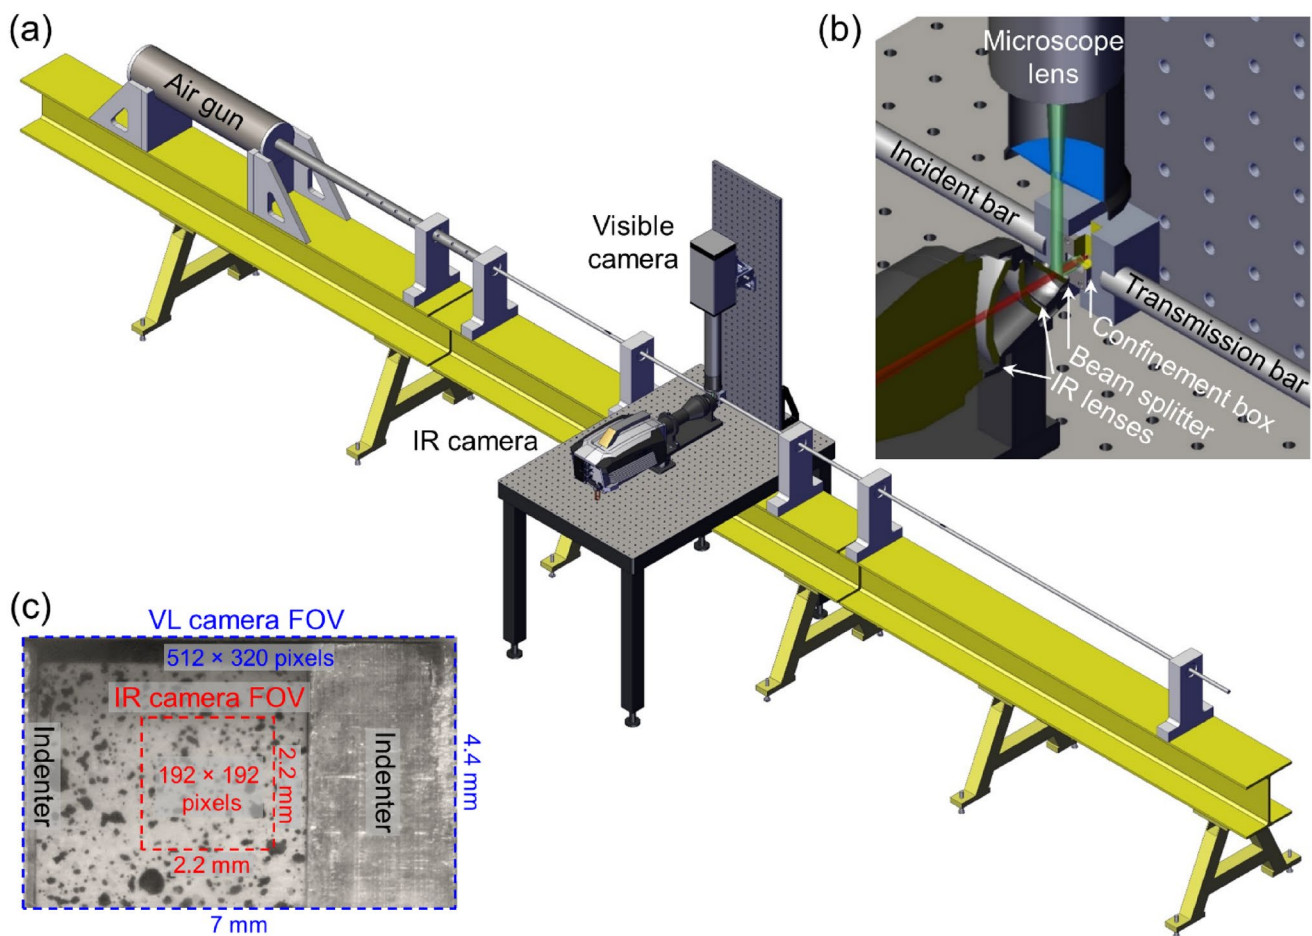 (a)
Air gun
Visible
camera
IR camera
(b)
Microscope
lens
Incident bar
Transmission bar
Confinement box
Beam splitter
IR lenses
(c)
VL camera FOV
512 × 320 pixels
IR camera FOV
Indenter
192 × 192
pixels
2.2 mm
2.2 mm
Indenter
4.4 mm
7 mm